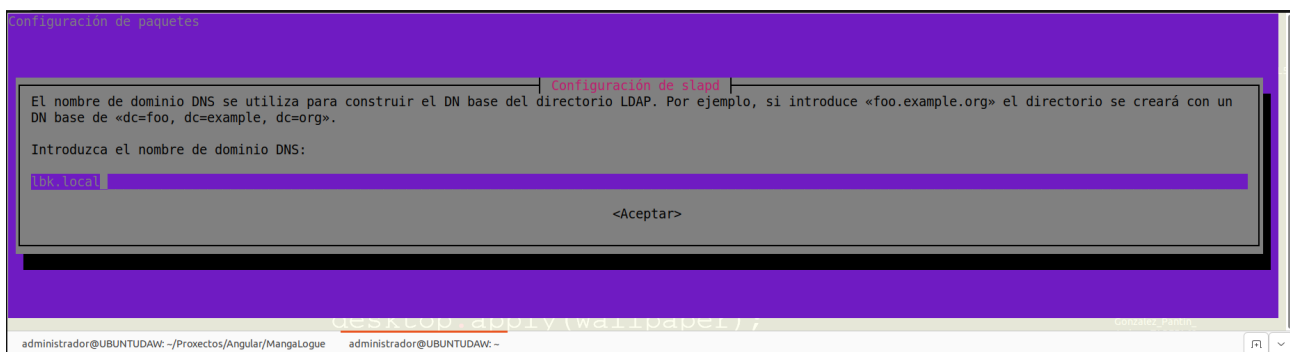 Configuración de paquetes
Configuración de slapd
El nombre de dominio DNS se utiliza para construir el DN base del directorio LDAP. Por ejemplo, si introduce «foo.example.org» el directorio se creará con un
DN base de «dc=foo, dc=example, dc=org».
Introduzca el nombre de dominio DNS:
lbk.local
<Aceptar>
desktop.apply(wallpaper);
González_Pantín_
administrador@UBUNTUDAW: ~/Proxectos/Angular/MangaLogue administrador@UBUNTUDAW: ~